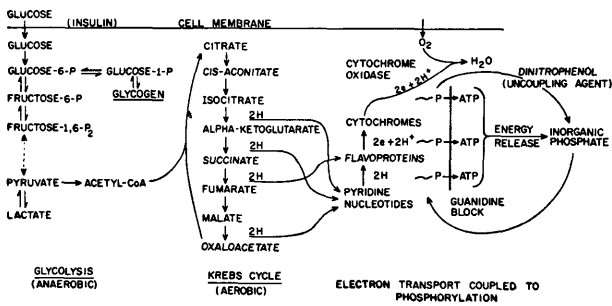 GLUCOSE
(INSULIN)
CELL MEMBRANE
GLUCOSE
GLUCOSE-6-P
GLUCOSE-1-P
GLYCOGEN
FRUCTOSE-6-P
FRUCTOSE-1,6-P2
PYRUVATE
ACETYL-CoA
LACTATE
GLYCOLYSIS
(ANAEROBIC)
CITRATE
CIS-ACONITATE
ISOCITRATE
2H
ALPHA-KETOGLUTARATE
2H
SUCCINATE
2H
FUMARATE
MALATE
2H
OXALOACETATE
KREBS CYCLE
(AEROBIC)
O2
H2O
CYTOCHROME
OXIDASE
2e+2H+
CYTOCHROMES
2e+2H+
FLAVOPROTEINS
2H
PYRIDINE
NUCLEOTIDES
P
ATP
P
ATP
P
ATP
GUANIDINE
BLOCK
DINITROPHENOL
(UNCOUPLING AGENT)
ENERGY
RELEASE
INORGANIC
PHOSPHATE
ELECTRON TRANSPORT COUPLED TO
PHOSPHORYLATION